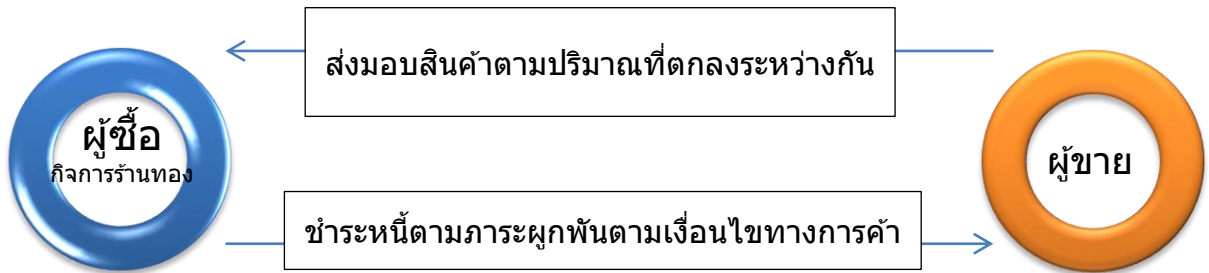 ส่งมอบสินค้าตามปริมาณที่ตกลงระหว่างกัน
ผู้ซื้อ
กิจการร้านทอง
ผู้ขาย
ชำระหนี้ตามภาระผูกพันตามเงื่อนไขทางการค้า